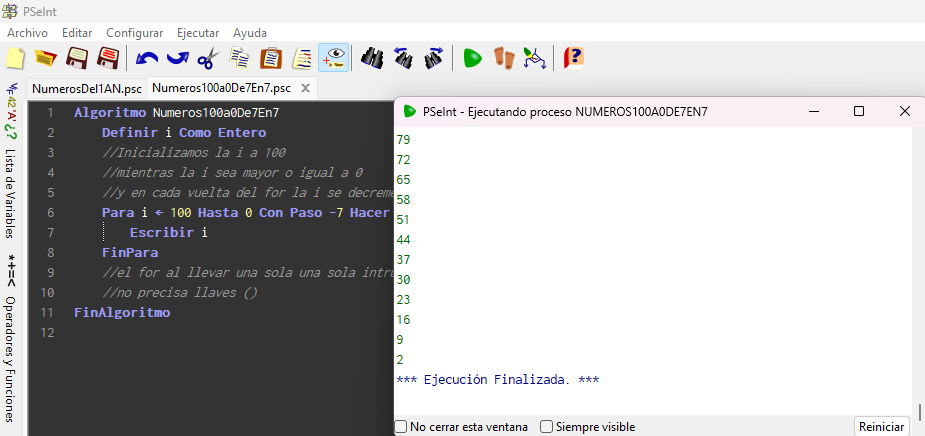 PSeInt
Archivo Editar Configurar Ejecutar Ayuda
NumerosDel1AN.psc Numeros100a0De7En7.psc
Lista de Variables
*+=< Operadores y Funciones
1 Algoritmo Numeros100a0De7En7
2 Definir i Como Entero
3 //Inicializamos la i a 100
4 //mientras la i sea mayor o igual a 0
5 //y en cada vuelta del for la i se decreme
6 Para i ← 100 Hasta 0 Con Paso -7 Hacer
7 Escribir i
8 FinPara
9 //el for al llevar una sola una sola intru
10 //no precisa llaves ()
11 FinAlgoritmo
12
PSeInt - Ejecutando proceso NUMEROS100A0DE7EN7
79
72
65
58
51
44
37
30
23
16
9
2
*** Ejecución Finalizada. ***
No cerrar esta ventana Siempre visible Reiniciar